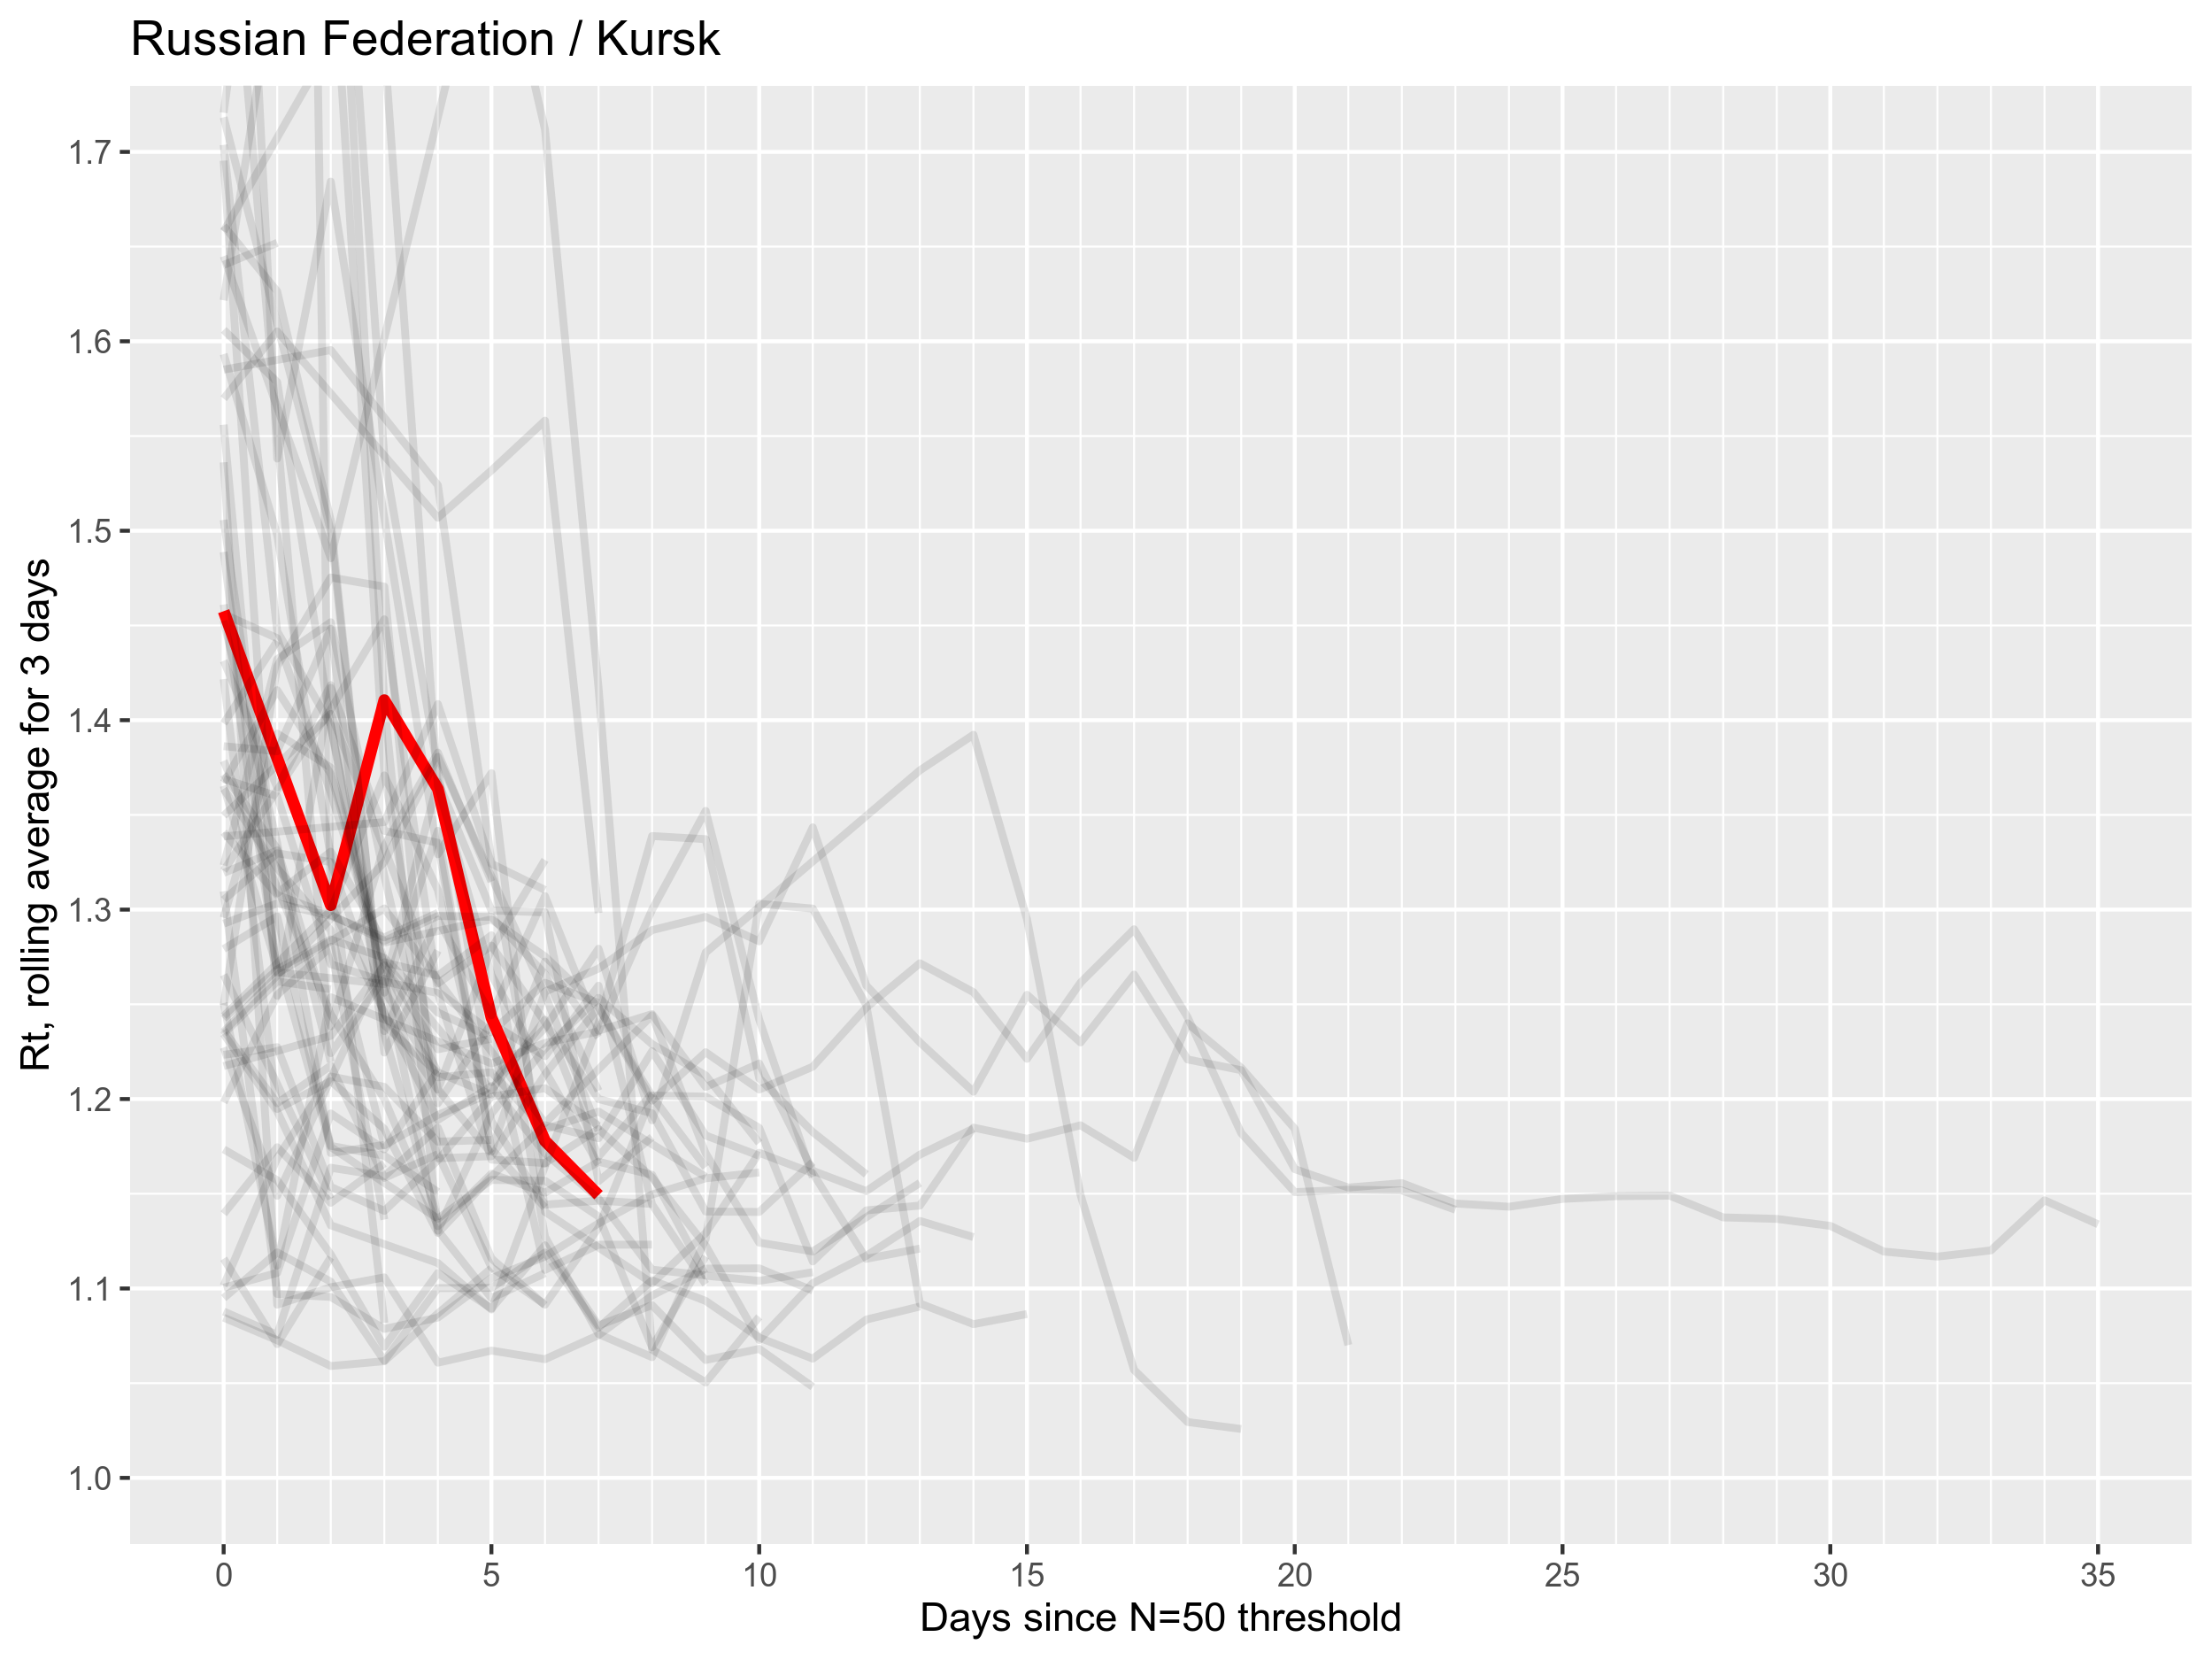 Russian Federation / Kursk
Rt, rolling average for 3 days
1.7
1.6
1.5
1.4
1.3
1.2
1.1
1.0
0 5 10 15 20 25 30 35
Days since N=50 threshold